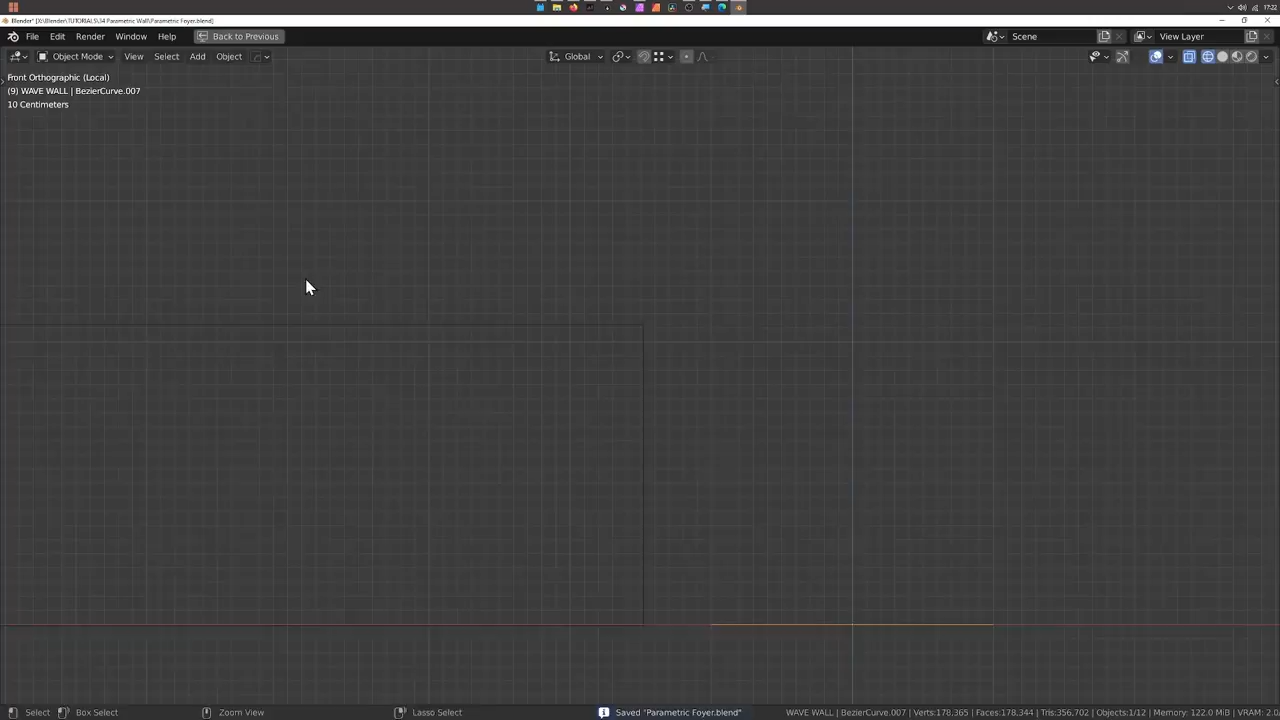 17:22
Blender* [X:\Blender\TUTORIALS\14 Parametric Wall\Parametric Foyer.blend]
File Edit Render Window Help Back to Previous Scene View Layer
Object Mode View Select Add Object Global
Front Orthographic (Local)
(9) WAVE WALL | BezierCurve.007
10 Centimeters
Select Box Select Zoom View Lasso Select Saved "Parametric Foyer.blend" WAVE WALL | BezierCurve.007 | Verts:178,365 | Faces:178,344 | Tris:356,702 | Objects:1/12 | Memory: 122.0 MiB | VRAM: 2.0